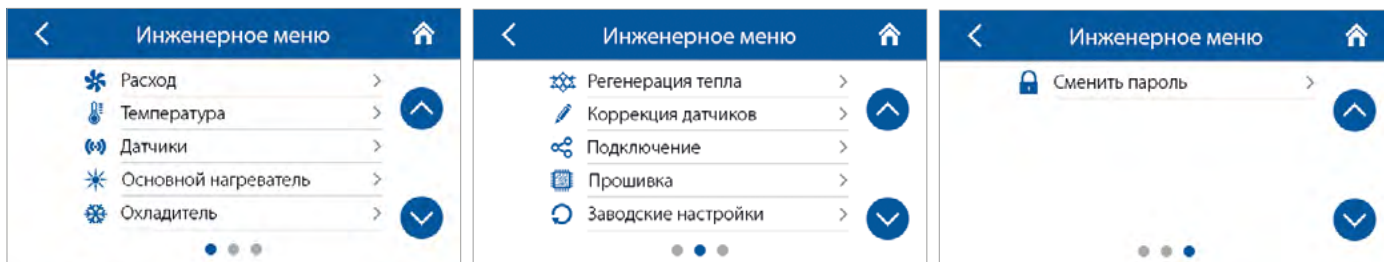 Инженерное меню
Расход
Температура
Датчики
Основной нагреватель
Охладитель
Инженерное меню
Регенерация тепла
Коррекция датчиков
Подключение
Прошивка
Заводские настройки
Инженерное меню
Сменить пароль